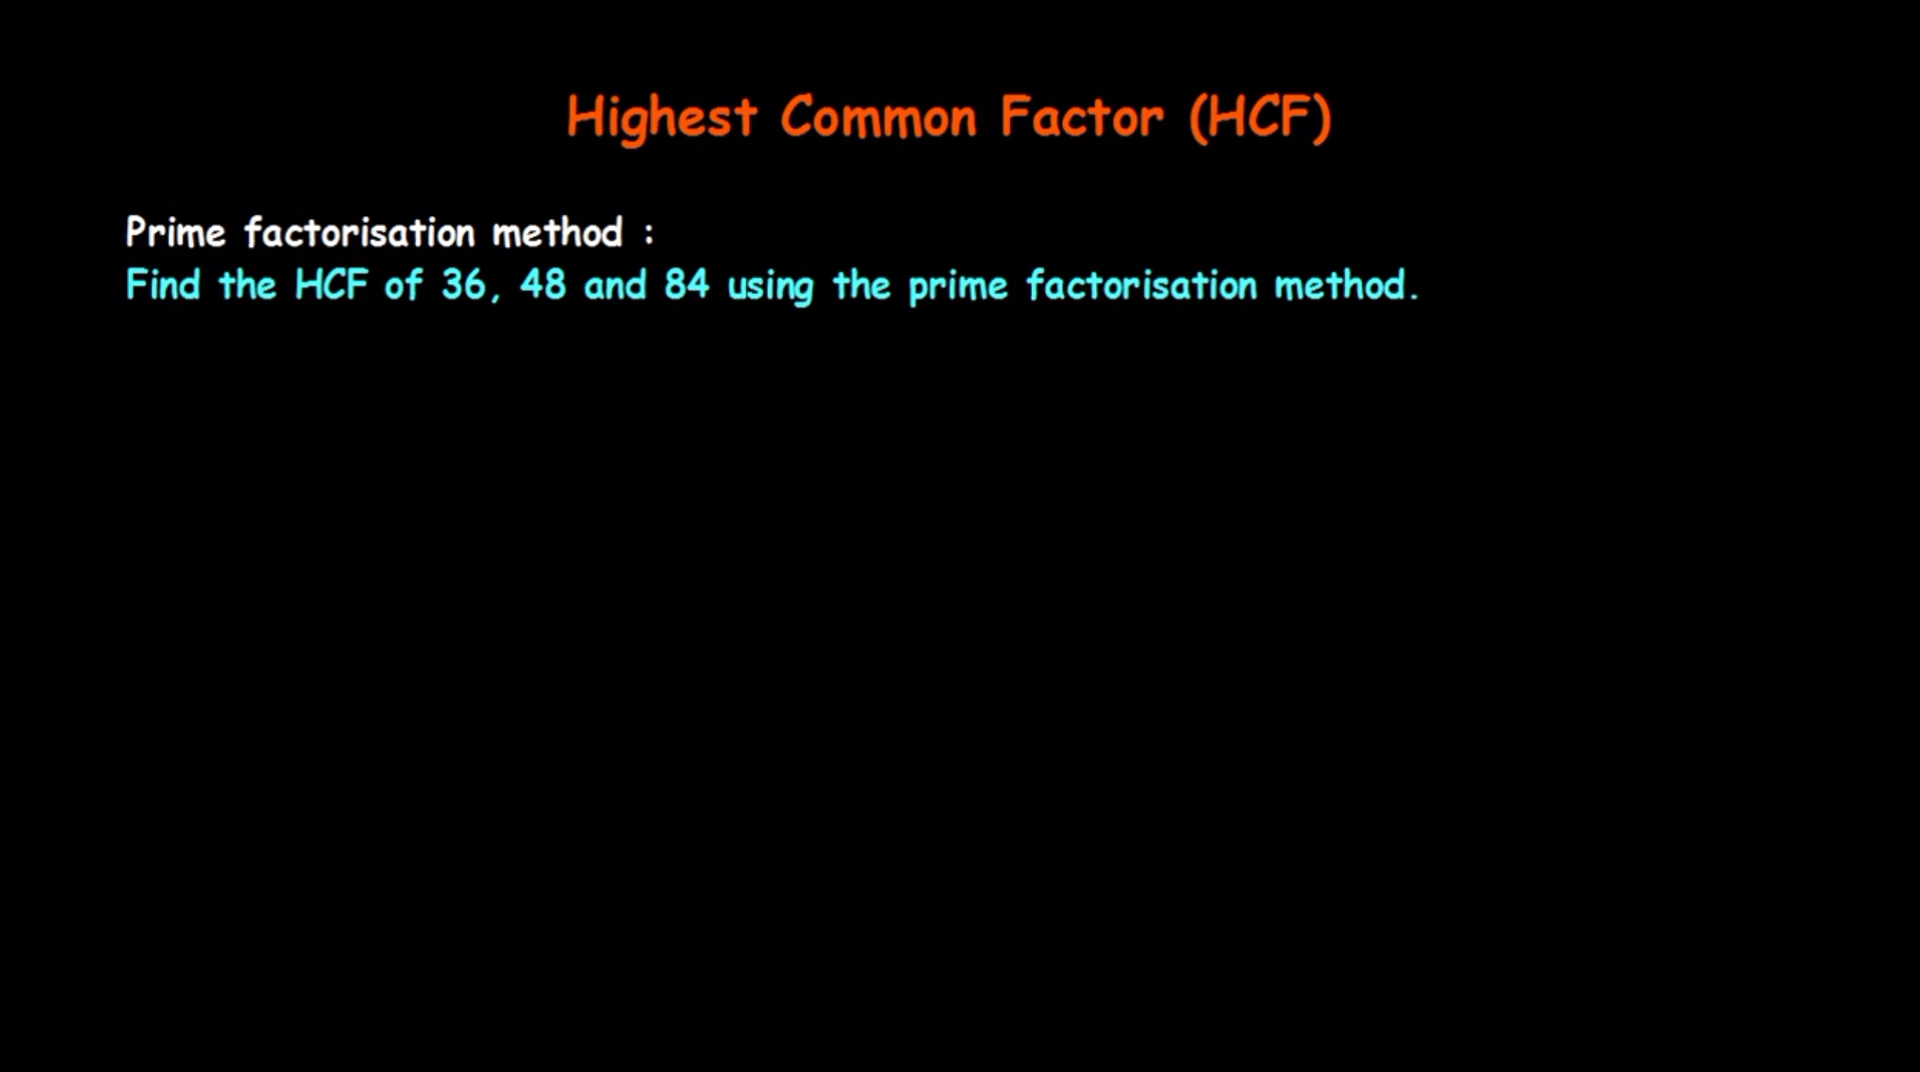 Highest Common Factor (HCF)
Prime factorisation method :
Find the HCF of 36, 48 and 84 using the prime factorisation method.